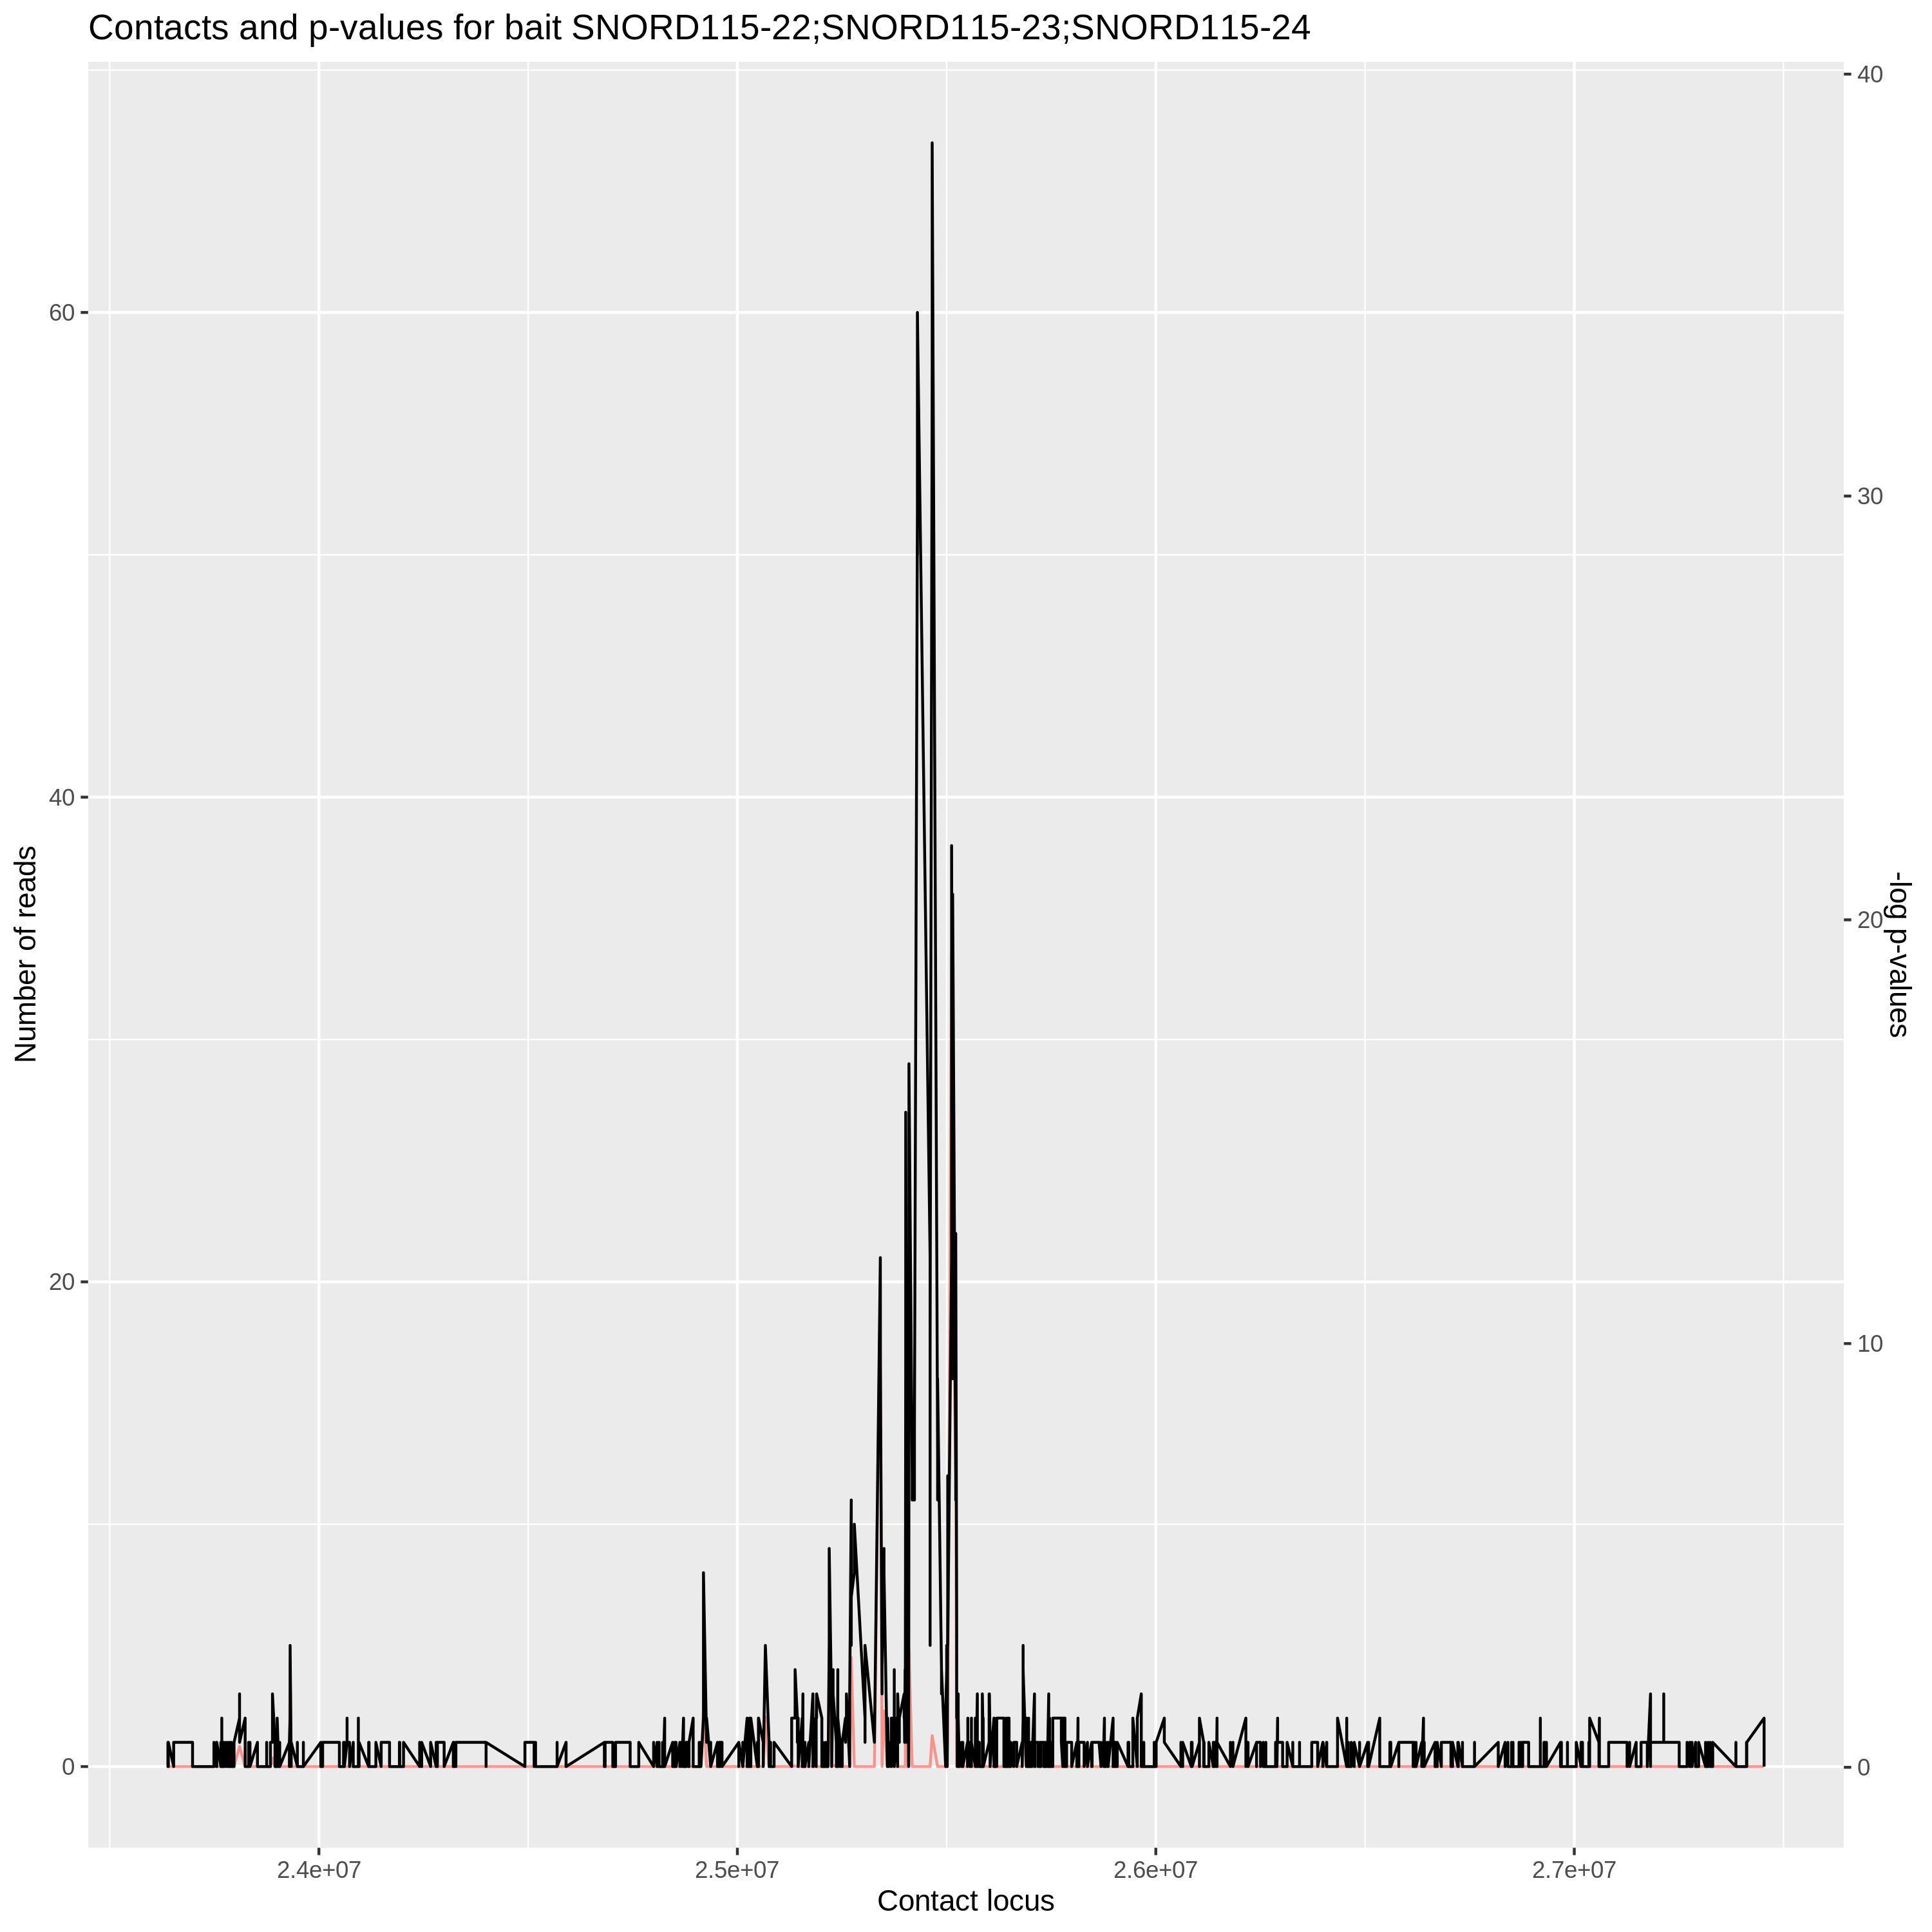 Contacts and p-values for bait SNORD115-22;SNORD115-23;SNORD115-24
40
60
30
40
Number of reads
-log p-values
20
20
10
0
0
2.4e+07
2.5e+07
2.6e+07
2.7e+07
Contact locus